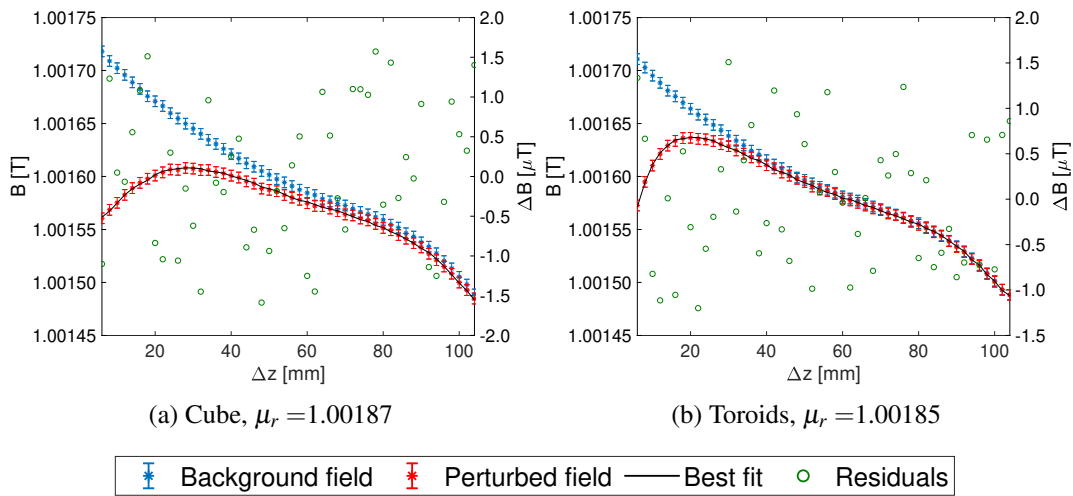 1.00175
1.00170
1.00165
1.00160
1.00155
1.00150
1.00145
B [T]
20 40 60 80 100
Δz [mm]
2.0
1.5
1.0
0.5
0.0
-0.5
-1.0
-1.5
-2.0
ΔB [μT]
(a) Cube, μr =1.00187
1.00175
1.00170
1.00165
1.00160
1.00155
1.00150
1.00145
B [T]
20 40 60 80 100
Δz [mm]
2.0
1.5
1.0
0.5
0.0
-0.5
-1.0
-1.5
ΔB [μT]
(b) Toroids, μr =1.00185
Background field Perturbed field Best fit Residuals